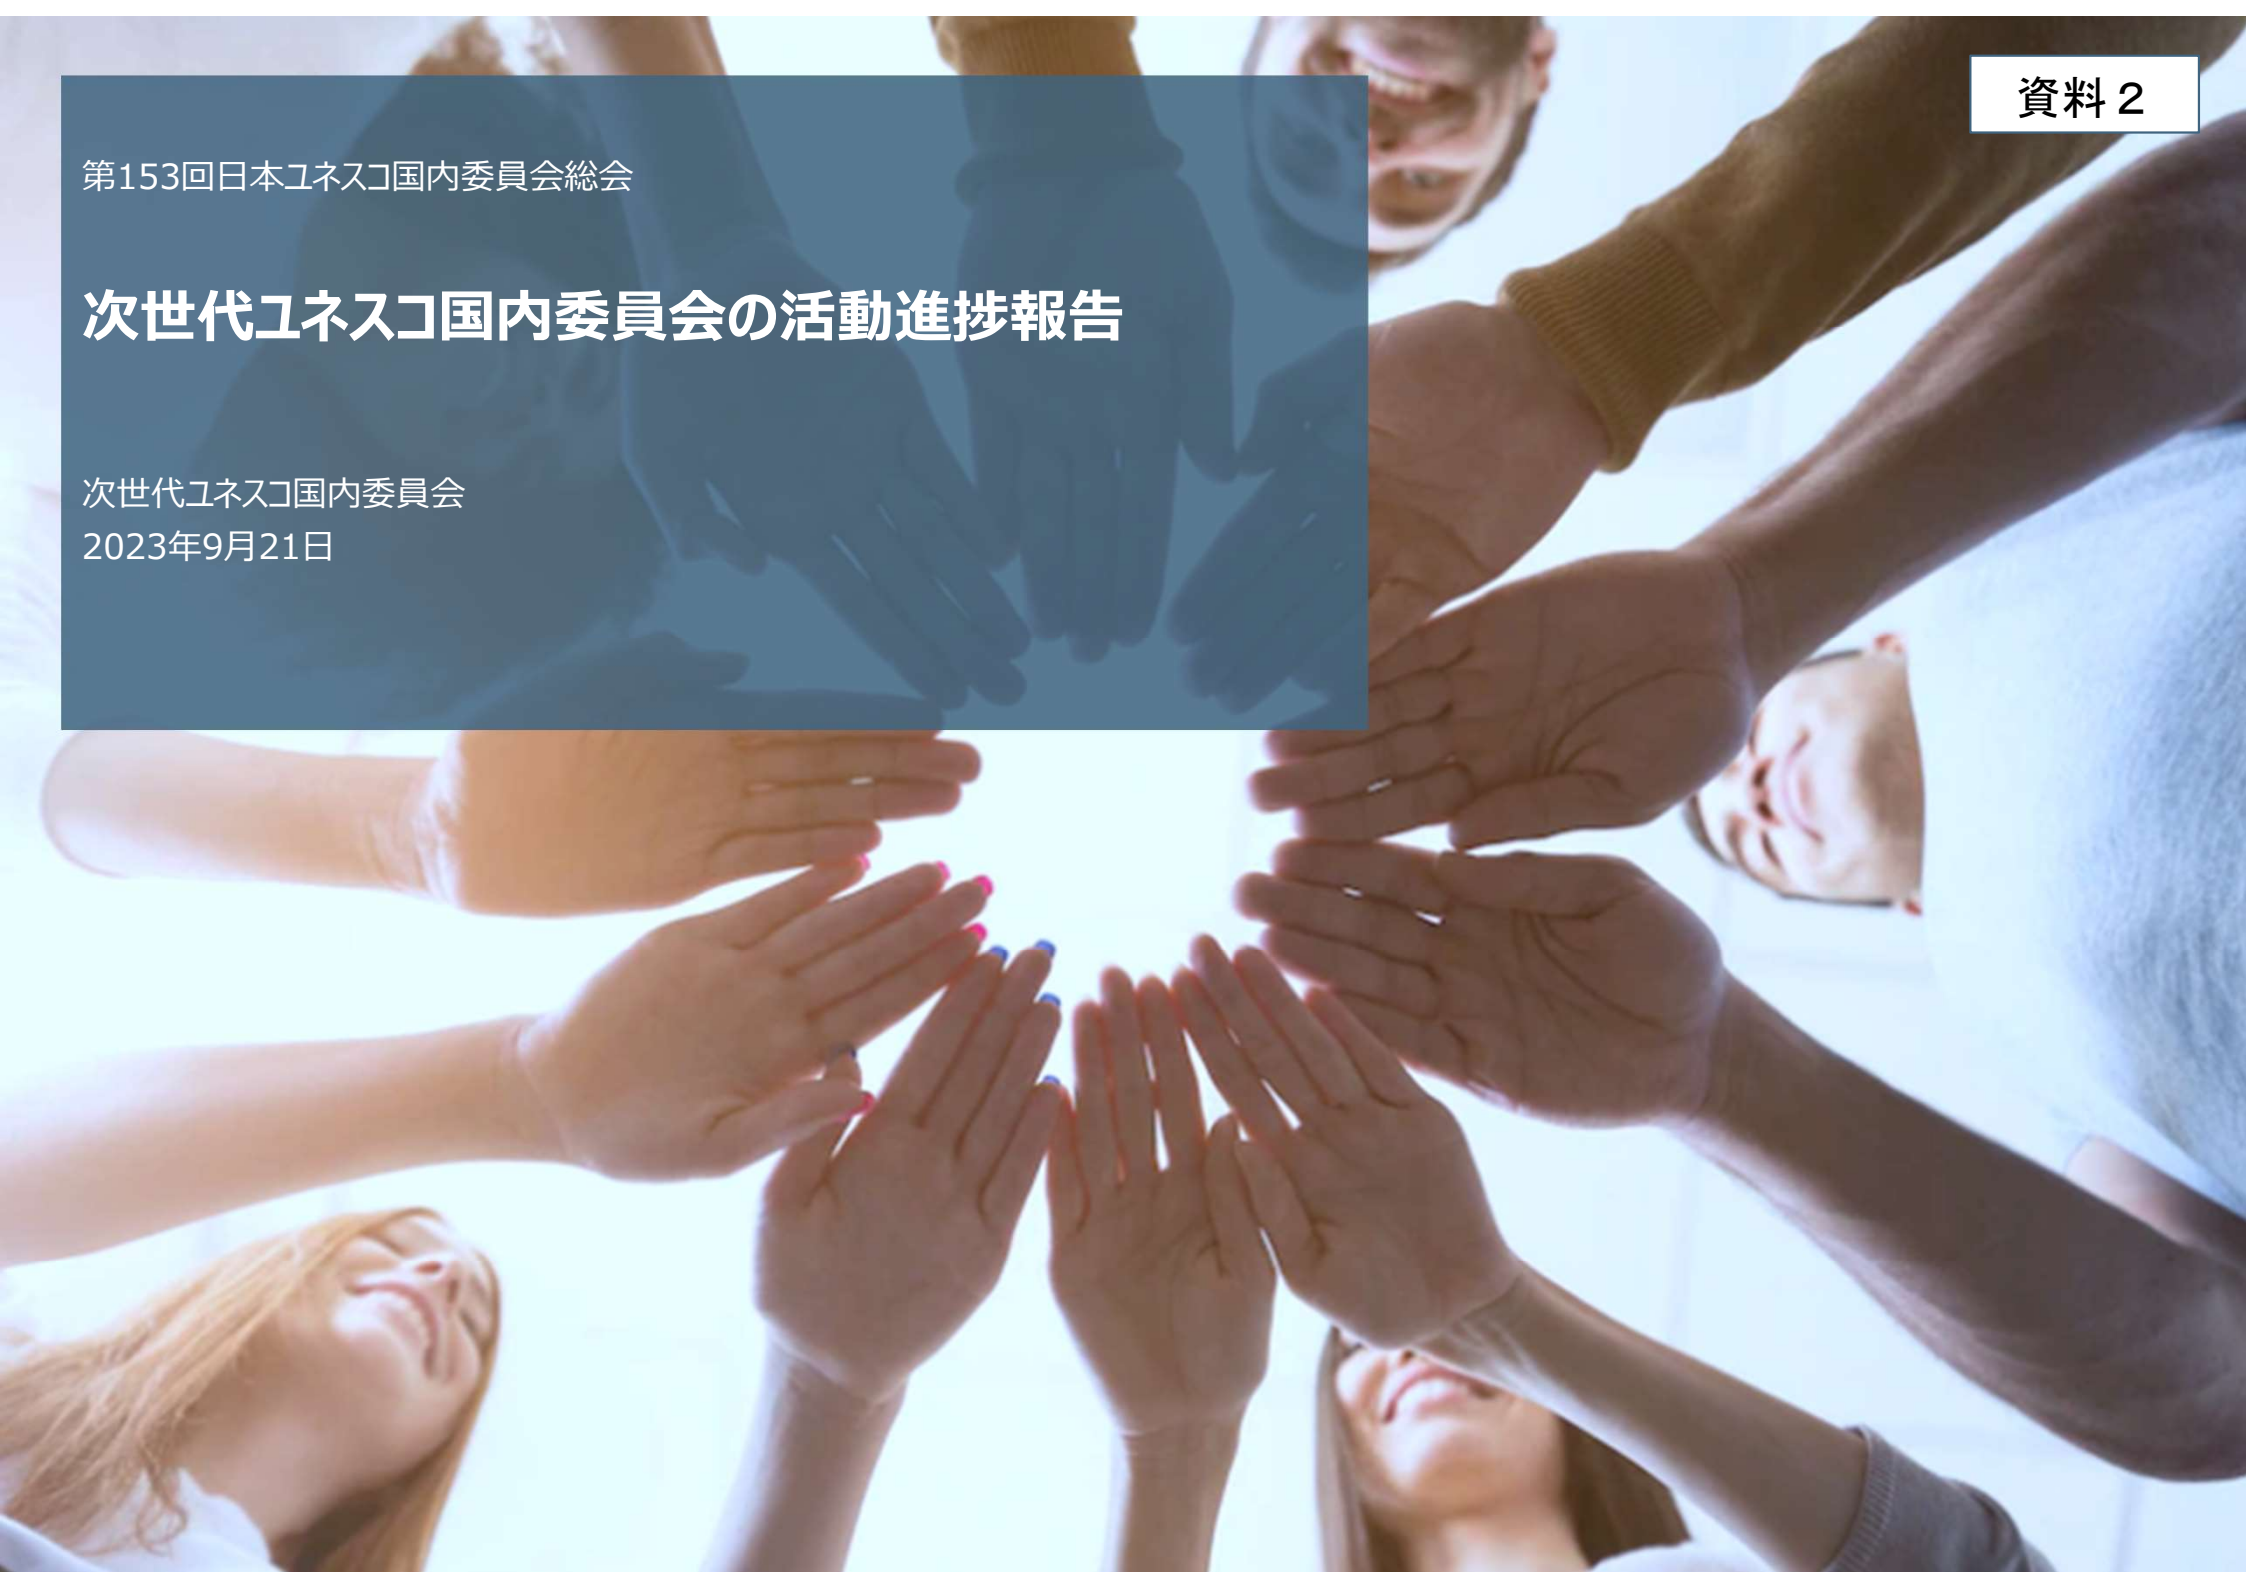 資料２
第153回日本ユネスコ国内委員会総会
次世代ユネスコ国内委員会の活動進捗報告
次世代ユネスコ国内委員会
2023年9月21日